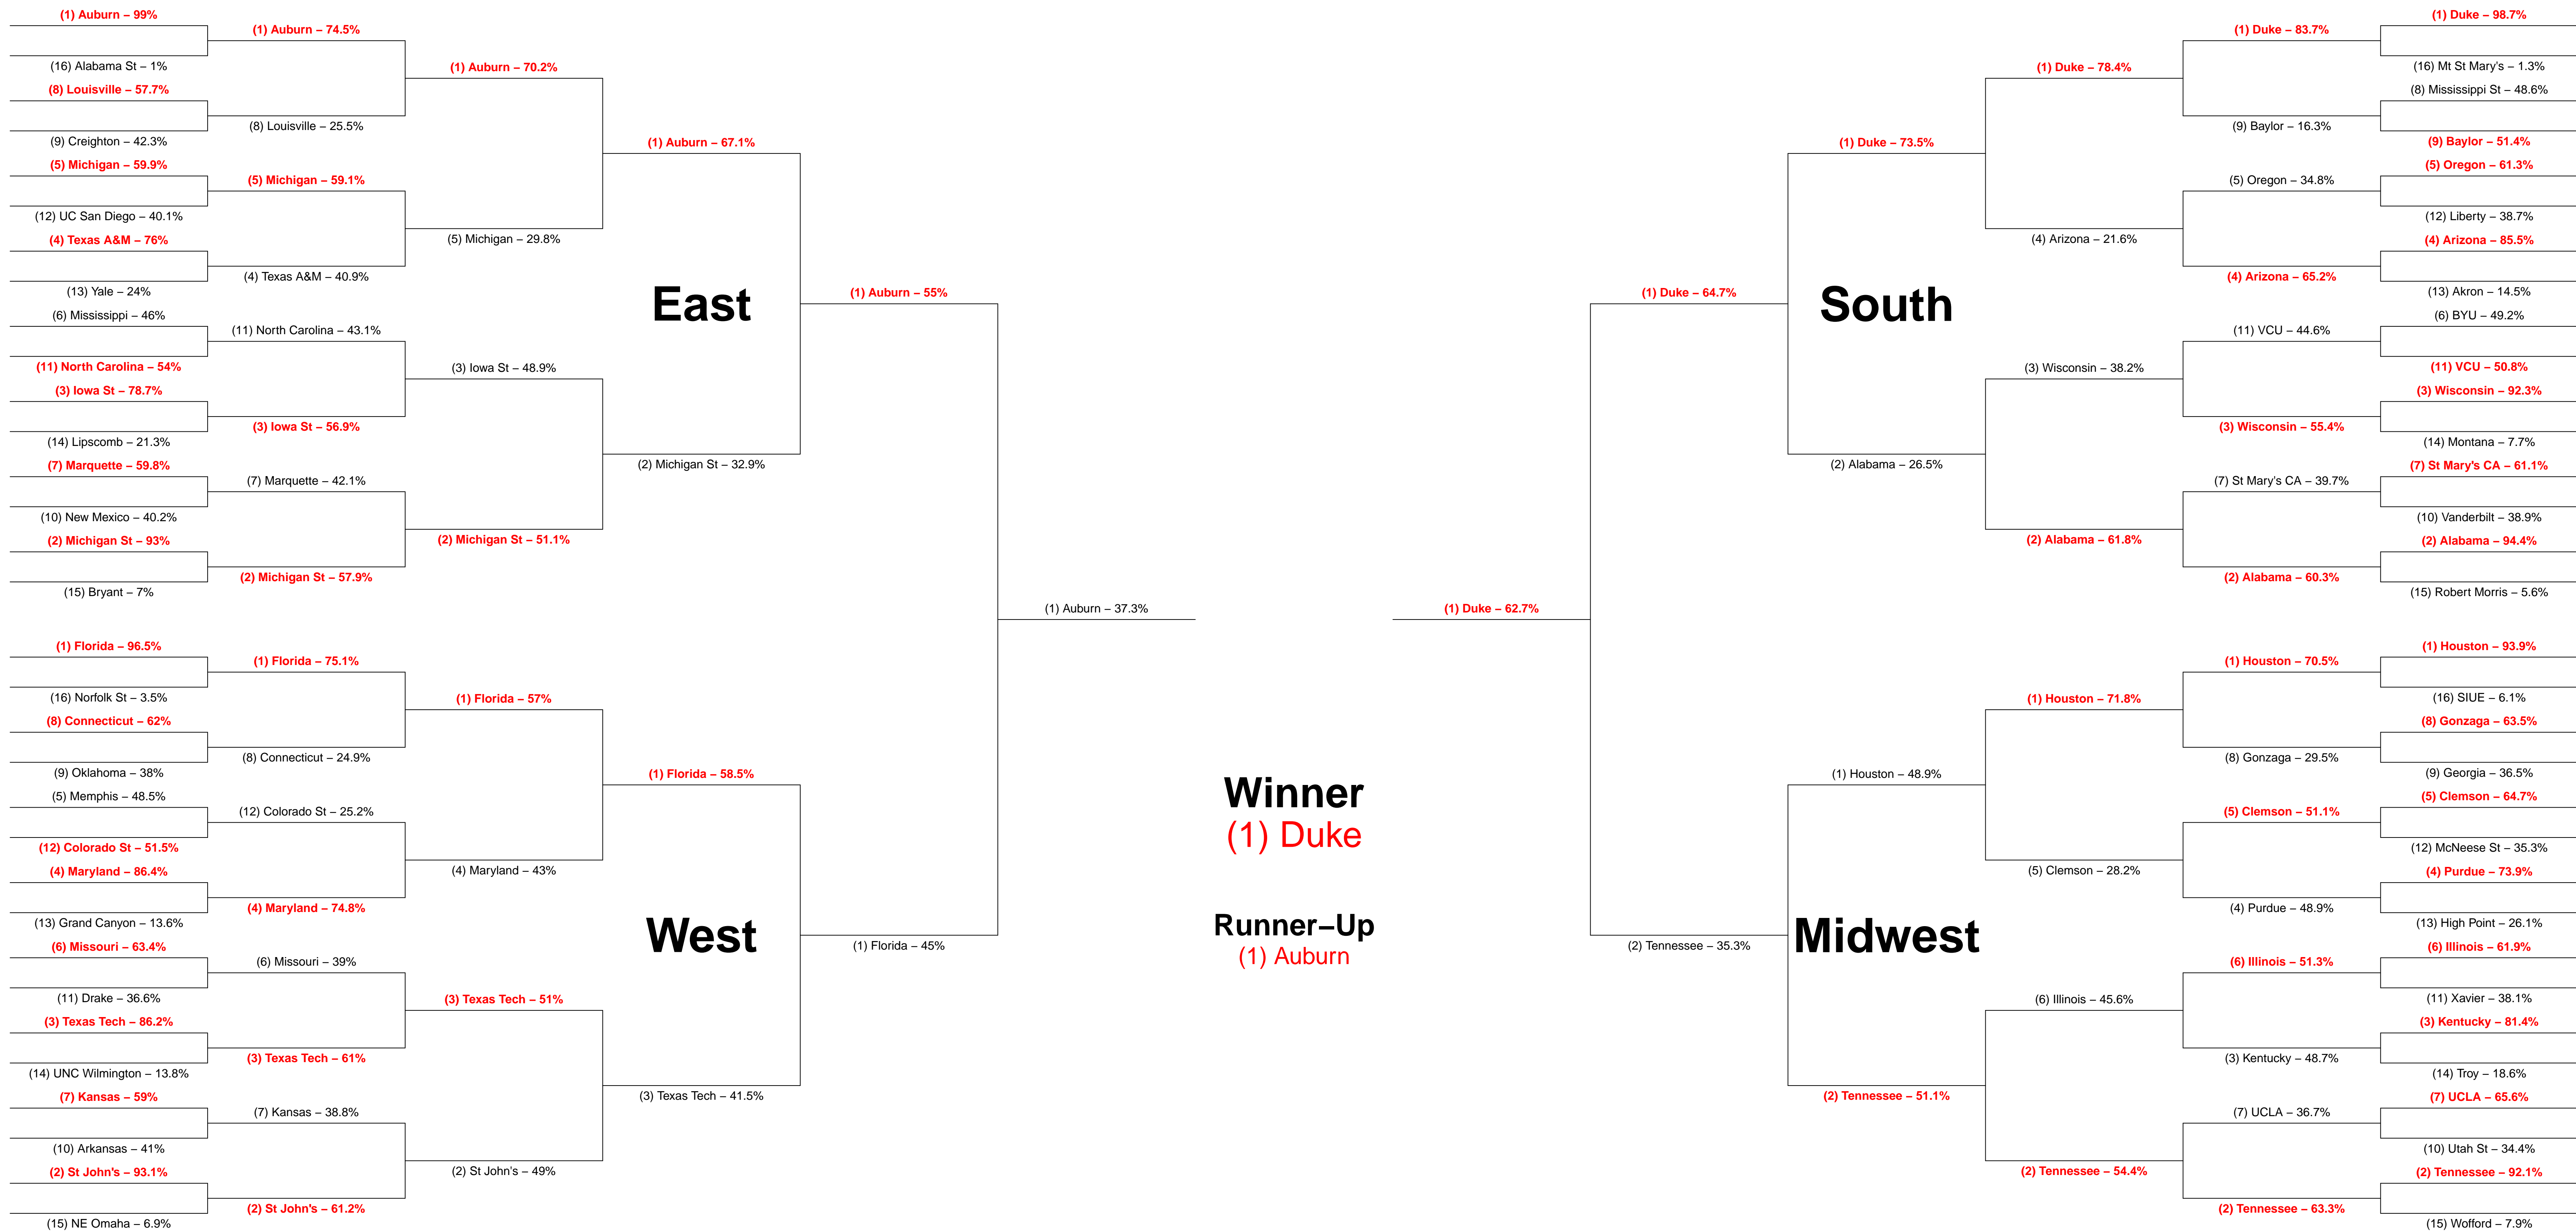 (1) Auburn – 99%
(16) Alabama St – 1%
(8) Louisville – 57.7%
(9) Creighton – 42.3%
(5) Michigan – 59.9%
(12) UC San Diego – 40.1%
(4) Texas A&M – 76%
(13) Yale – 24%
(6) Mississippi – 46%
(11) North Carolina – 54%
(3) Iowa St – 78.7%
(14) Lipscomb – 21.3%
(7) Marquette – 59.8%
(10) New Mexico – 40.2%
(2) Michigan St – 93%
(15) Bryant – 7%
(1) Auburn – 74.5%
(8) Louisville – 25.5%
(5) Michigan – 59.1%
(4) Texas A&M – 40.9%
(11) North Carolina – 43.1%
(3) Iowa St – 56.9%
(7) Marquette – 42.1%
(2) Michigan St – 57.9%
(1) Auburn – 70.2%
(5) Michigan – 29.8%
(3) Iowa St – 48.9%
(2) Michigan St – 51.1%
(1) Auburn – 67.1%
East
(2) Michigan St – 32.9%
(1) Auburn – 55%
(1) Florida – 96.5%
(16) Norfolk St – 3.5%
(8) Connecticut – 62%
(9) Oklahoma – 38%
(5) Memphis – 48.5%
(12) Colorado St – 51.5%
(4) Maryland – 86.4%
(13) Grand Canyon – 13.6%
(6) Missouri – 63.4%
(11) Drake – 36.6%
(3) Texas Tech – 86.2%
(14) UNC Wilmington – 13.8%
(7) Kansas – 59%
(10) Arkansas – 41%
(2) St John's – 93.1%
(15) NE Omaha – 6.9%
(1) Florida – 75.1%
(8) Connecticut – 24.9%
(12) Colorado St – 25.2%
(4) Maryland – 74.8%
(6) Missouri – 39%
(3) Texas Tech – 61%
(7) Kansas – 38.8%
(2) St John's – 61.2%
(1) Florida – 57%
(4) Maryland – 43%
(3) Texas Tech – 51%
(2) St John's – 49%
(1) Florida – 58.5%
West
(3) Texas Tech – 41.5%
(1) Florida – 45%
(1) Auburn – 37.3%
Winner
(1) Duke
Runner–Up
(1) Auburn
(1) Duke – 62.7%
(1) Duke – 64.7%
(1) Duke – 73.5%
South
(2) Alabama – 26.5%
(1) Duke – 78.4%
(4) Arizona – 21.6%
(3) Wisconsin – 38.2%
(2) Alabama – 61.8%
(1) Duke – 83.7%
(9) Baylor – 16.3%
(5) Oregon – 34.8%
(4) Arizona – 65.2%
(11) VCU – 44.6%
(3) Wisconsin – 55.4%
(7) St Mary's CA – 39.7%
(2) Alabama – 60.3%
(1) Duke – 98.7%
(16) Mt St Mary's – 1.3%
(8) Mississippi St – 48.6%
(9) Baylor – 51.4%
(5) Oregon – 61.3%
(12) Liberty – 38.7%
(4) Arizona – 85.5%
(13) Akron – 14.5%
(6) BYU – 49.2%
(11) VCU – 50.8%
(3) Wisconsin – 92.3%
(14) Montana – 7.7%
(7) St Mary's CA – 61.1%
(10) Vanderbilt – 38.9%
(2) Alabama – 94.4%
(15) Robert Morris – 5.6%
(2) Tennessee – 35.3%
(1) Houston – 48.9%
Midwest
(2) Tennessee – 51.1%
(1) Houston – 71.8%
(5) Clemson – 28.2%
(6) Illinois – 45.6%
(2) Tennessee – 54.4%
(1) Houston – 70.5%
(8) Gonzaga – 29.5%
(5) Clemson – 51.1%
(4) Purdue – 48.9%
(6) Illinois – 51.3%
(3) Kentucky – 48.7%
(7) UCLA – 36.7%
(2) Tennessee – 63.3%
(1) Houston – 93.9%
(16) SIUE – 6.1%
(8) Gonzaga – 63.5%
(9) Georgia – 36.5%
(5) Clemson – 64.7%
(12) McNeese St – 35.3%
(4) Purdue – 73.9%
(13) High Point – 26.1%
(6) Illinois – 61.9%
(11) Xavier – 38.1%
(3) Kentucky – 81.4%
(14) Troy – 18.6%
(7) UCLA – 65.6%
(10) Utah St – 34.4%
(2) Tennessee – 92.1%
(15) Wofford – 7.9%